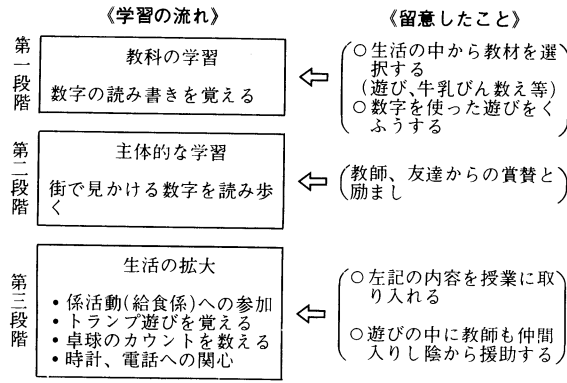 《学習の流れ》
《留意したこと》
第一段階
教科の学習
数字の読み書きを覚える
○生活の中から教材を選
択する
(遊び、牛乳びん数え等)
○数字を使った遊びをく
ふうする
第二段階
主体的な学習
街で見かける数字を読み歩
く
教師、友達からの賞賛と
励まし
第三段階
生活の拡大
・係活動(給食係)への参加
・トランプ遊びを覚える
・卓球のカウントを数える
・時計、電話への関心
○左記の内容を授業に取
り入れる
○遊びの中に教師も仲間
入りし陰から援助する